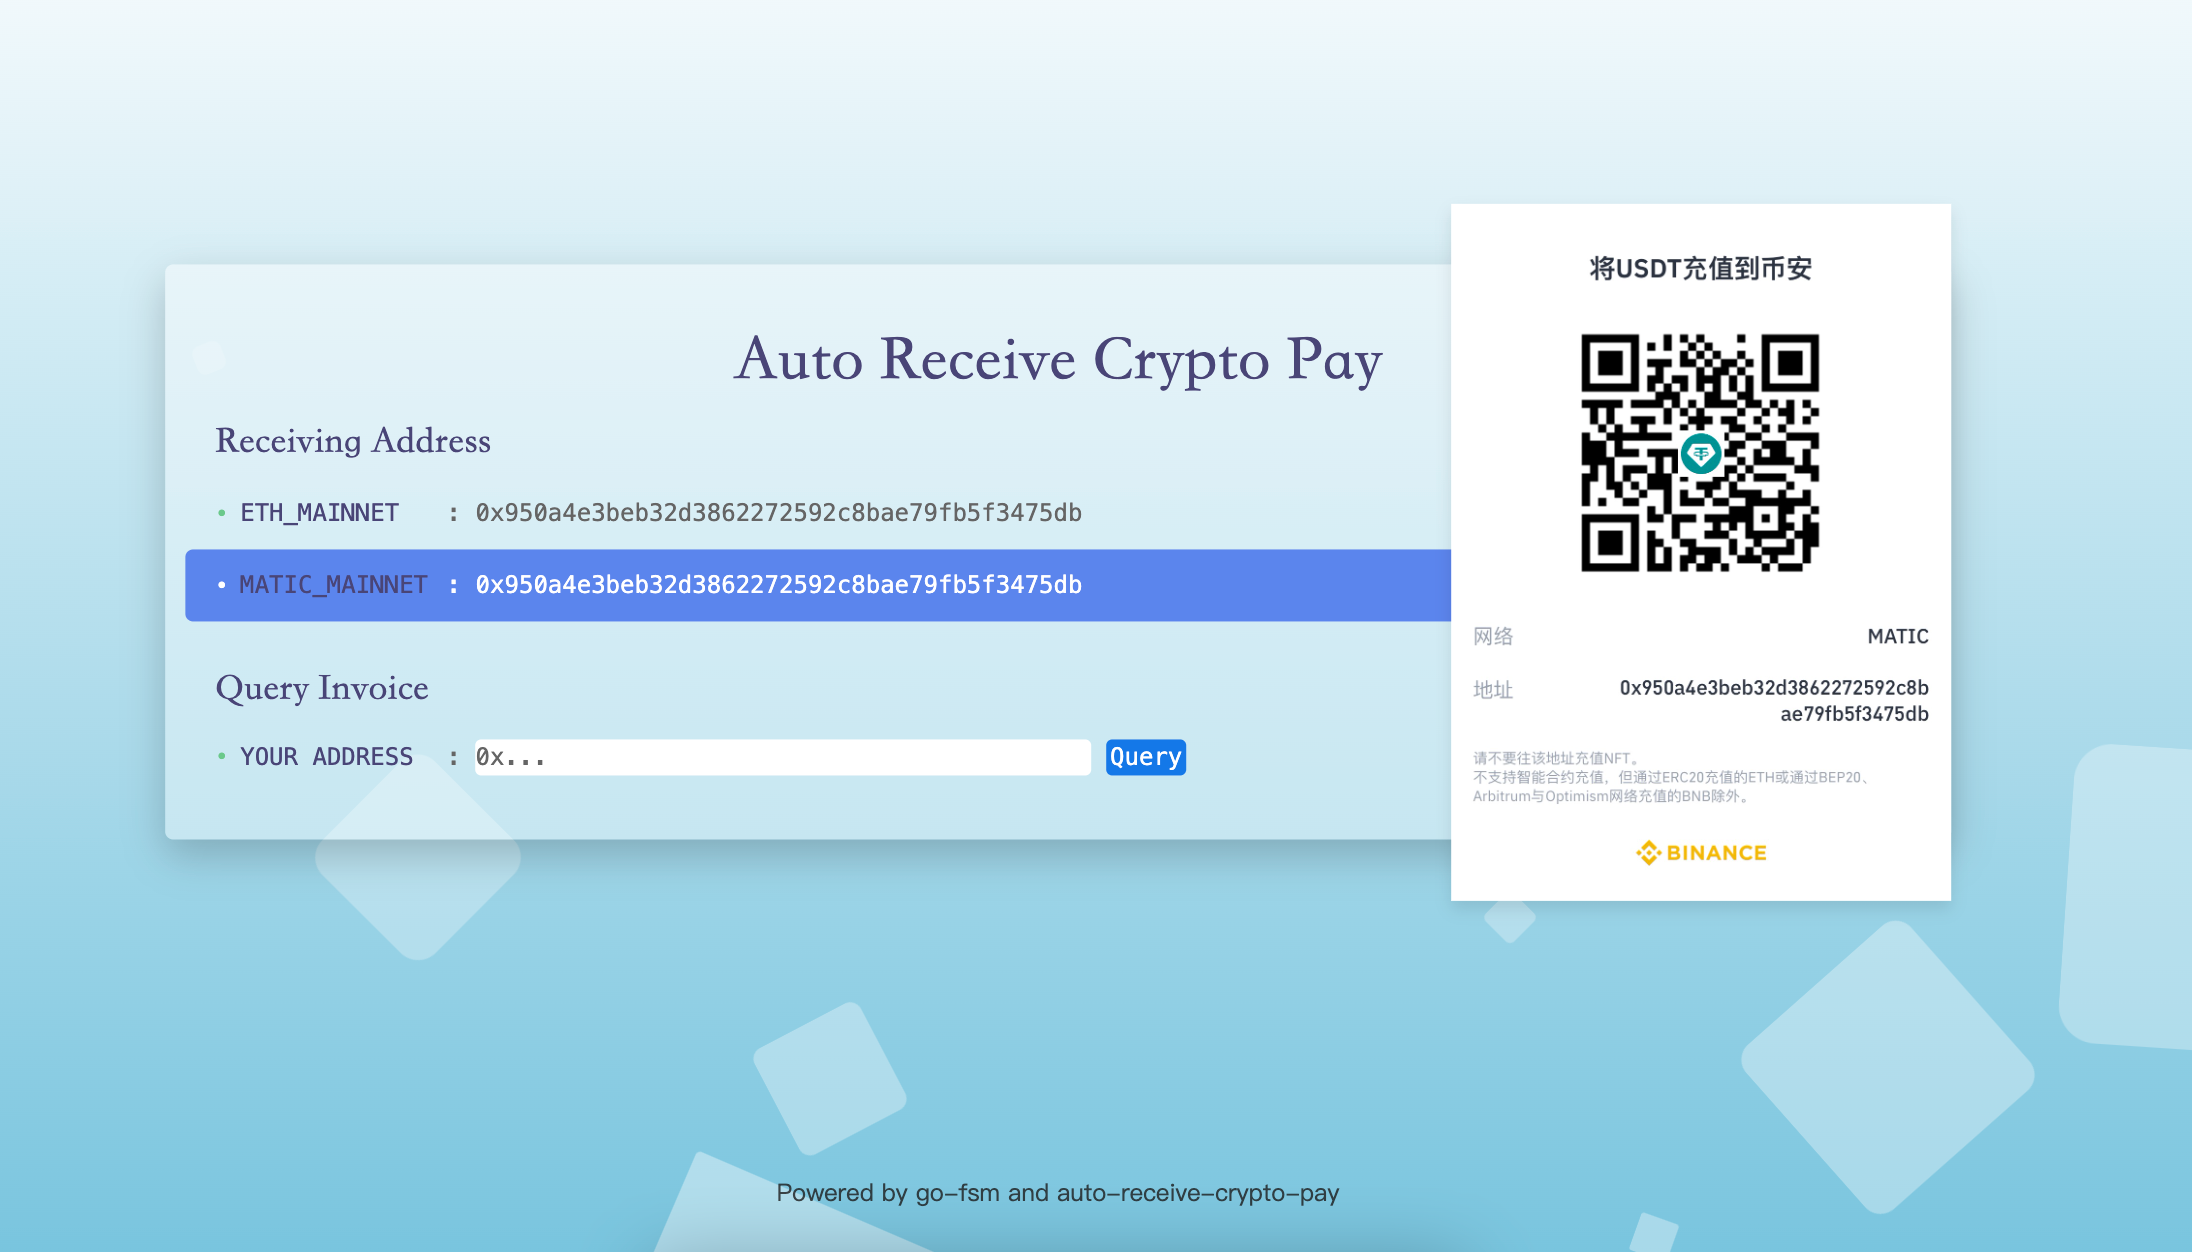 Auto Receive Crypto Pay
Receiving Address
• ETH_MAINNET : 0x950a4e3beb32d3862272592c8bae79fb5f3475db
• MATIC_MAINNET : 0x950a4e3beb32d3862272592c8bae79fb5f3475db
Query Invoice
• YOUR ADDRESS : 0x... Query
将USDT充值到币安
网络 MATIC
地址 0x950a4e3beb32d3862272592c8b
ae79fb5f3475db
请不要往该地址充值NFT。
不支持智能合约充值，但通过ERC20充值的ETH或通过BEP20、
Arbitrum与Optimism网络充值的BNB除外。
BINANCE
Powered by go-fsm and auto-receive-crypto-pay